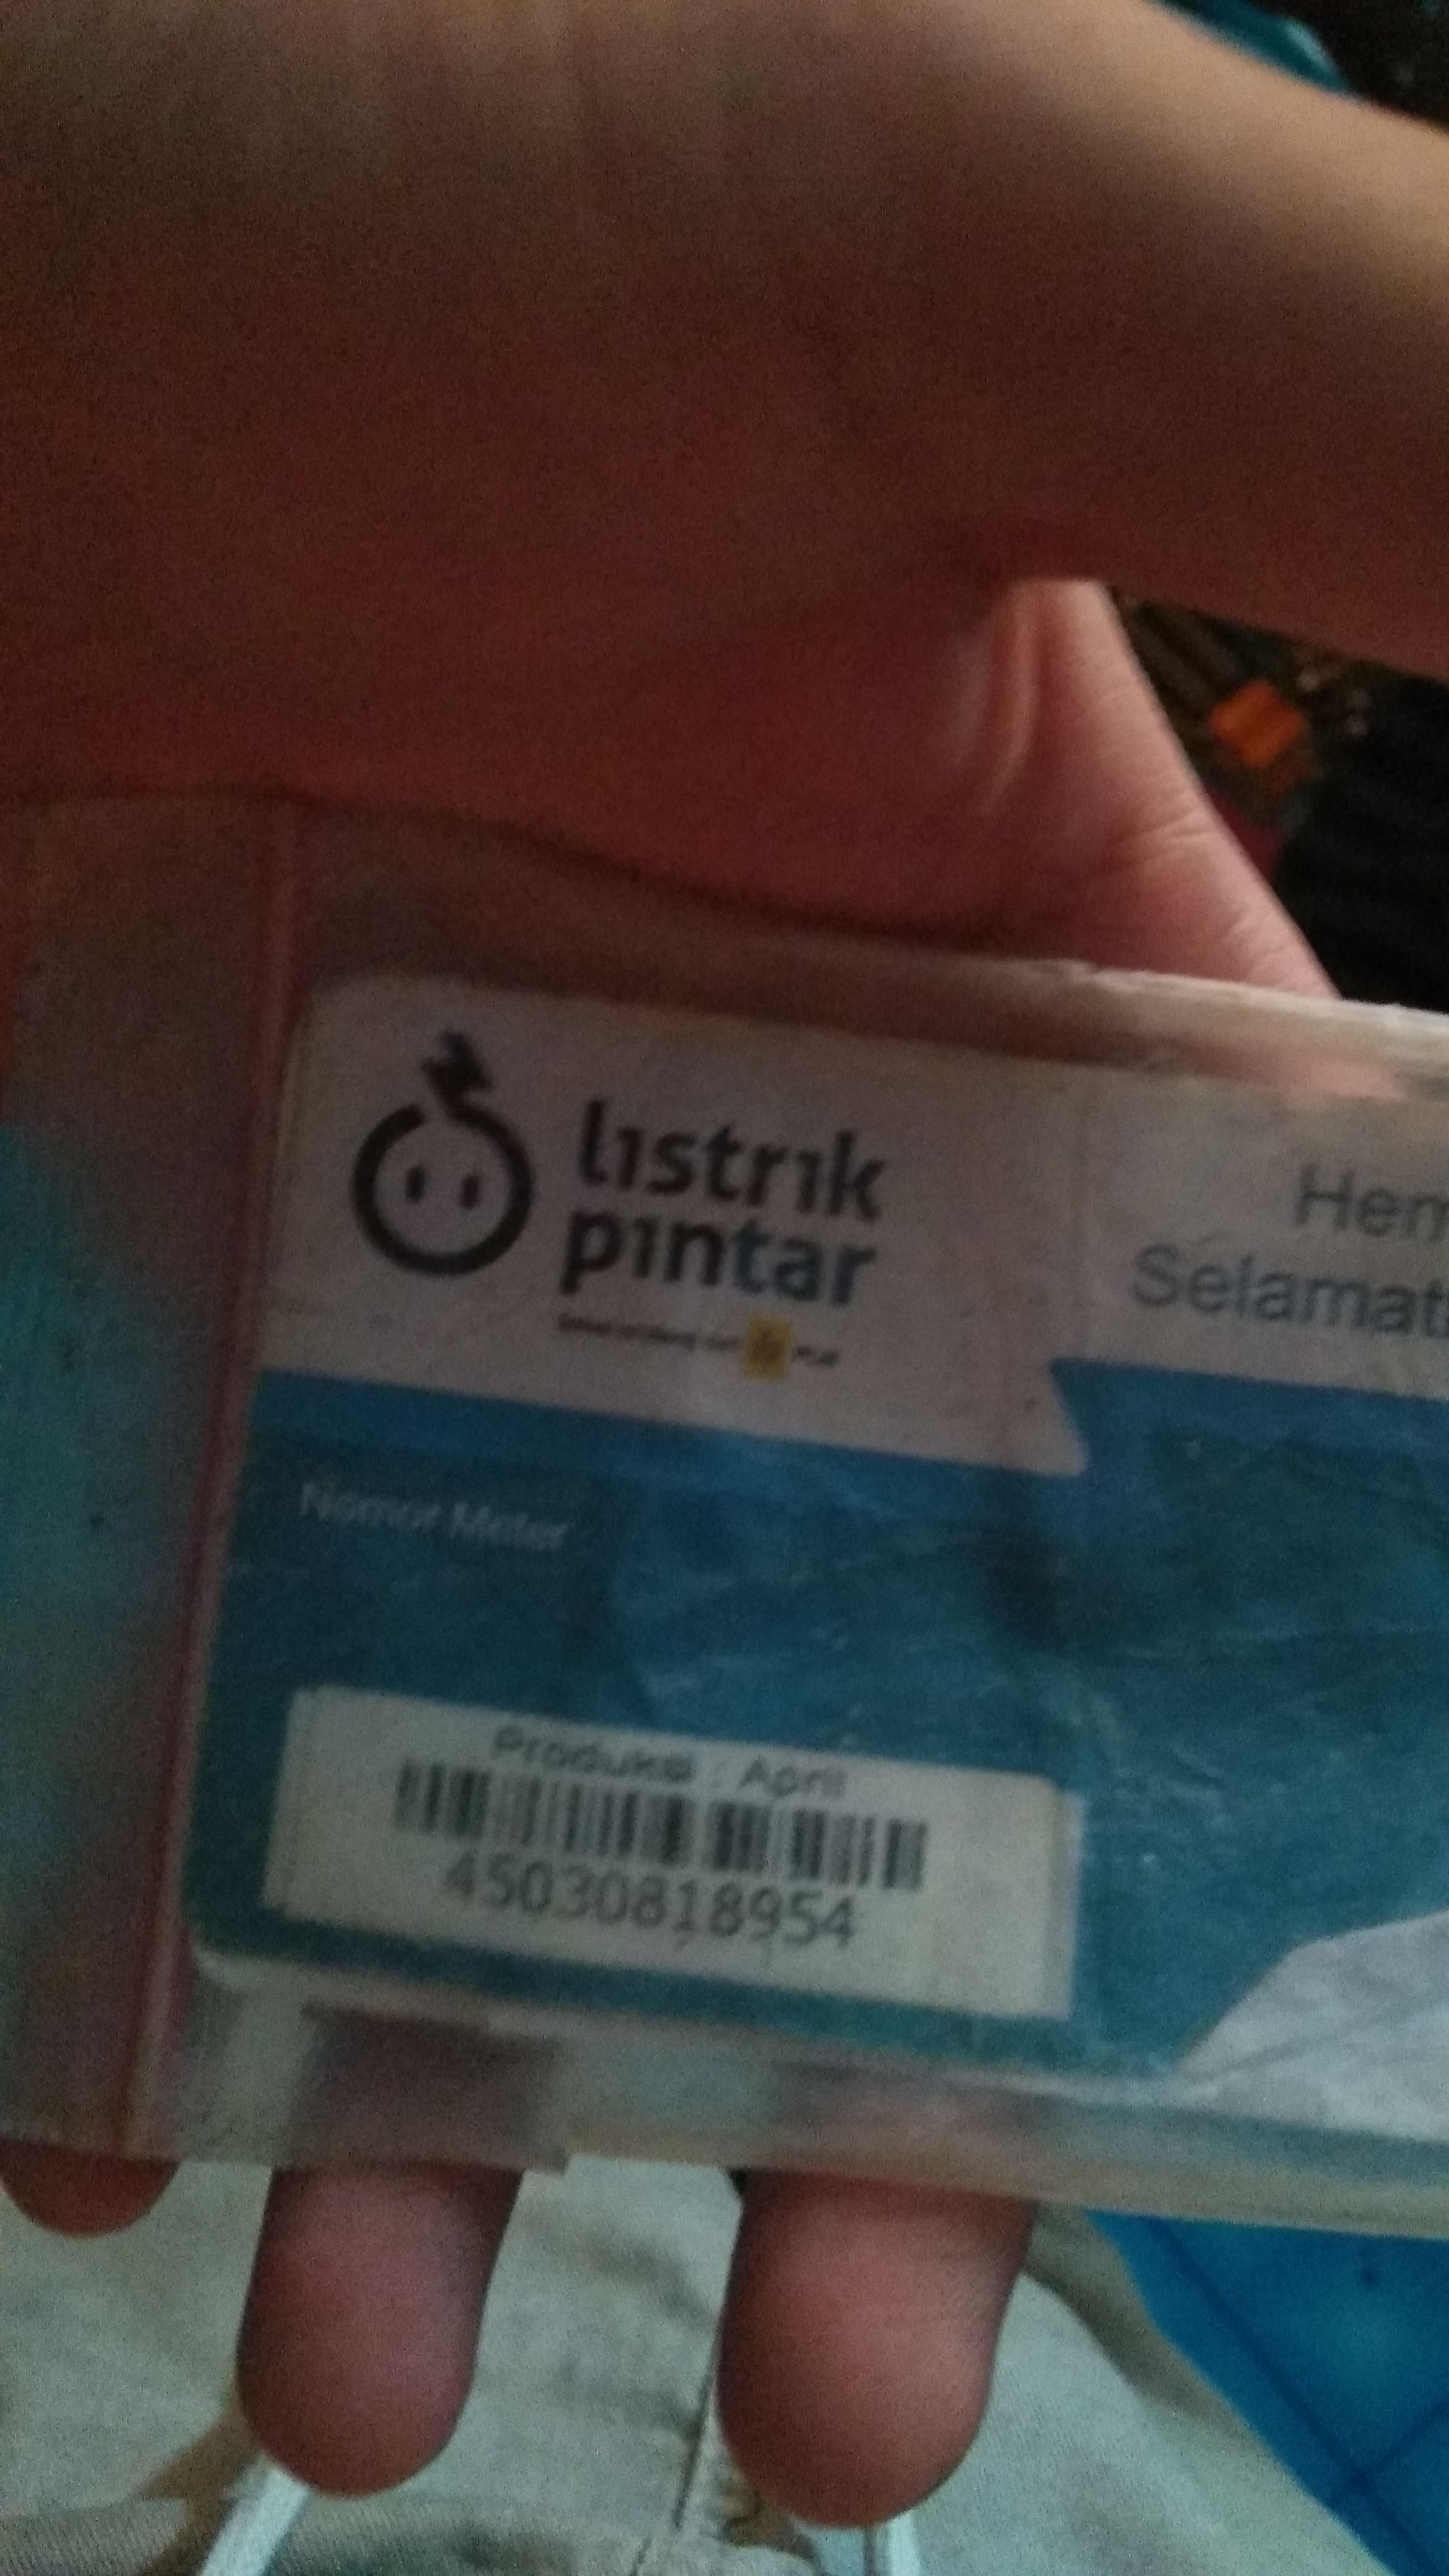 listrik
pintar
Hem
Selamat
Nomor Meter
Produksi : April
45030818954